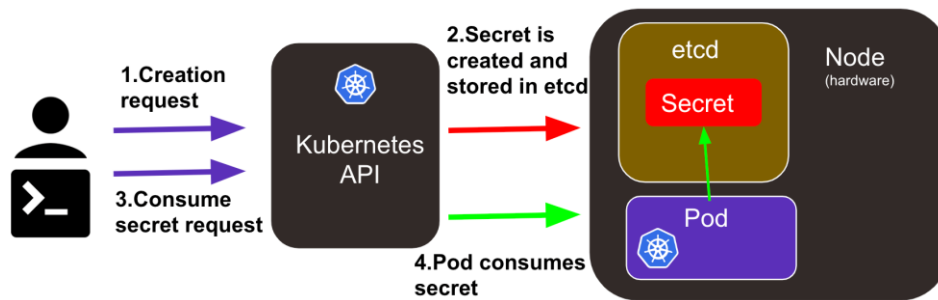 1.Creation
request
3.Consume
secret request
Kubernetes
API
2.Secret is
created and
stored in etcd
4.Pod consumes
secret
etcd
Secret
Pod
Node
(hardware)